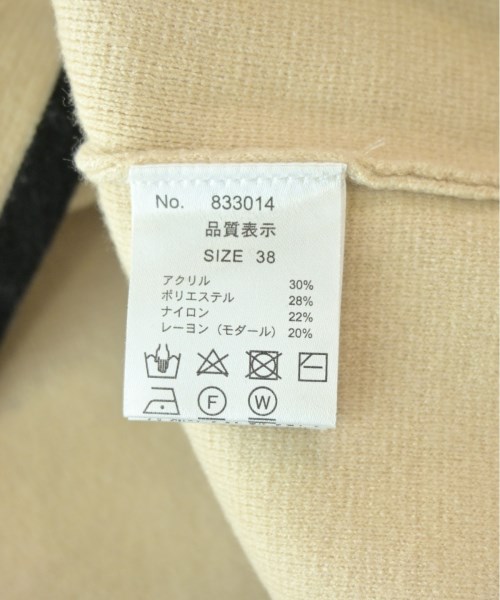 No. 833014
品質表示
SIZE 38
アクリル 30%
ポリエステル 28%
ナイロン 22%
レーヨン（モダール） 20%
F W